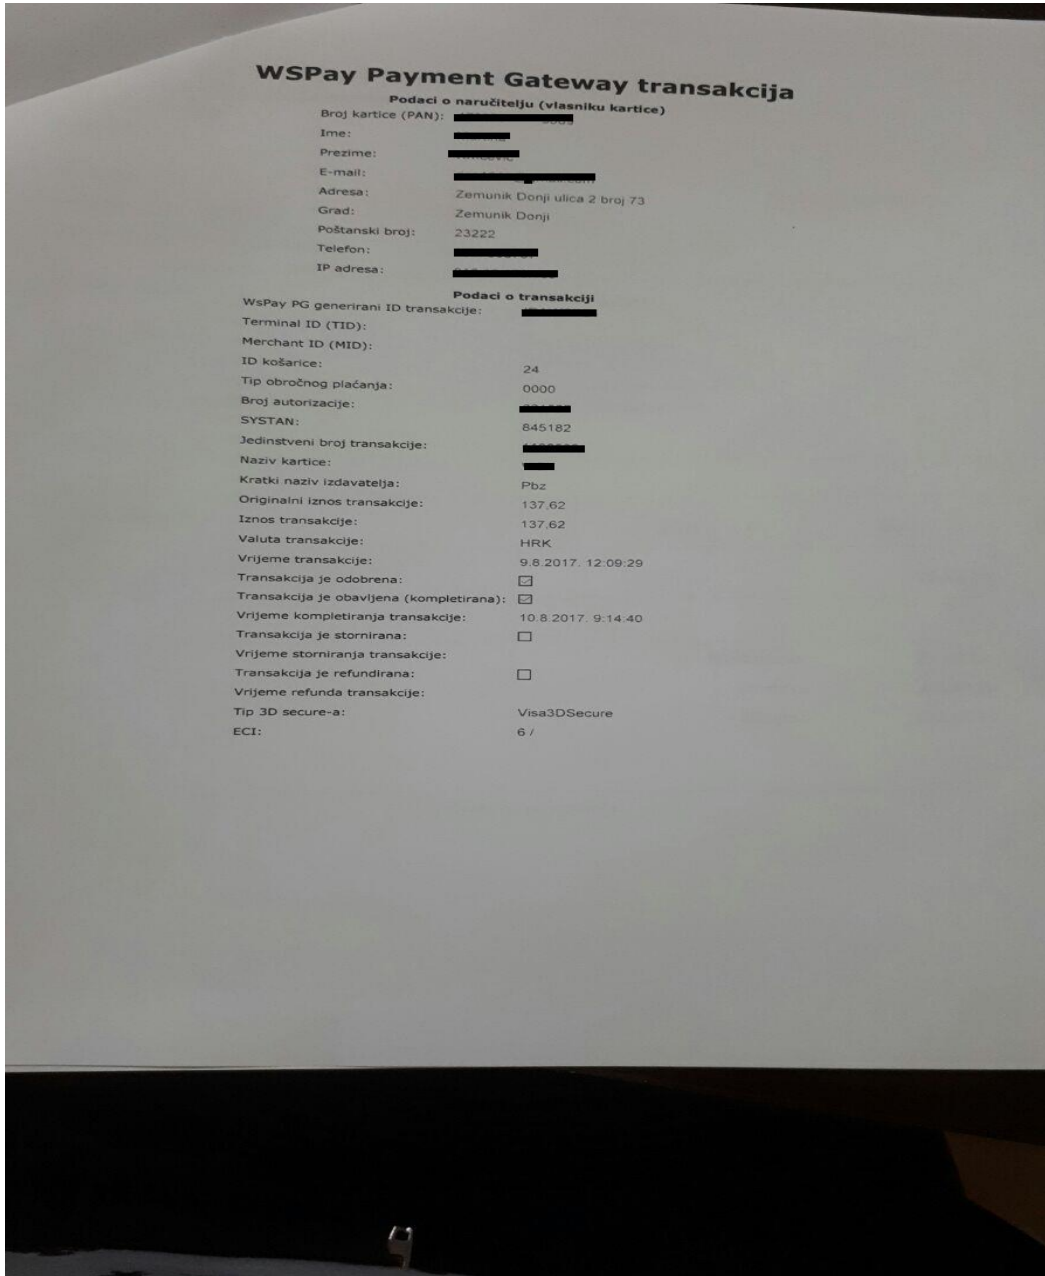 WSPay Payment Gateway transakcija
Podaci o naručitelju (vlasniku kartice)
Broj kartice (PAN):
Ime:
Prezime:
E-mail:
Adresa: Zemunik Donji ulica 2 broj 73
Grad: Zemunik Donji
Poštanski broj: 23222
Telefon:
IP adresa:
Podaci o transakciji
WsPay PG generirani ID transakcije:
Terminal ID (TID):
Merchant ID (MID):
ID košarice: 24
Tip obročnog plaćanja: 0000
Broj autorizacije:
SYSTAN: 845182
Jedinstveni broj transakcije:
Naziv kartice:
Kratki naziv izdavatelja: Pbz
Originalni iznos transakcije: 137,62
Iznos transakcije: 137,62
Valuta transakcije: HRK
Vrijeme transakcije: 9.8.2017. 12:09:29
Transakcija je odobrena:
Transakcija je obavljena (kompletirana):
Vrijeme kompletiranja transakcije: 10.8.2017. 9:14:40
Transakcija je stornirana:
Vrijeme storniranja transakcije:
Transakcija je refundirana:
Vrijeme refunda transakcije:
Tip 3D secure-a: Visa3DSecure
ECI: 6 /